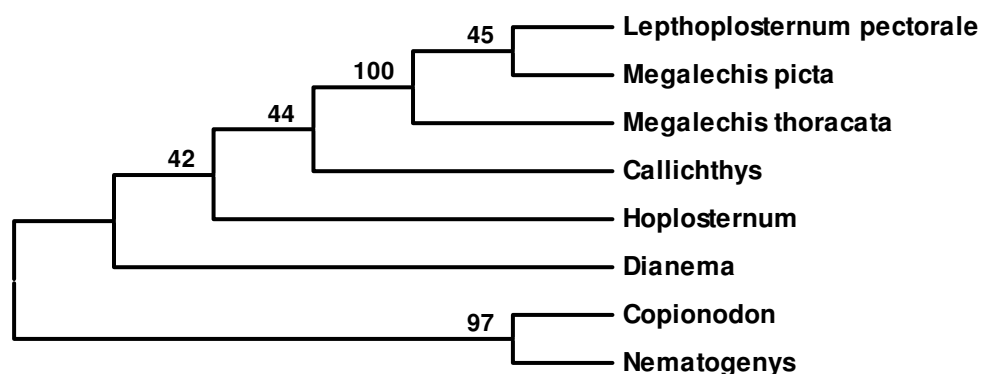 45 Lepthoplosternum pectorale
Megalechis picta
100
Megalechis thoracata
44
Callichthys
42
Hoplosternum
Dianema
Copionodon
97
Nematogenys